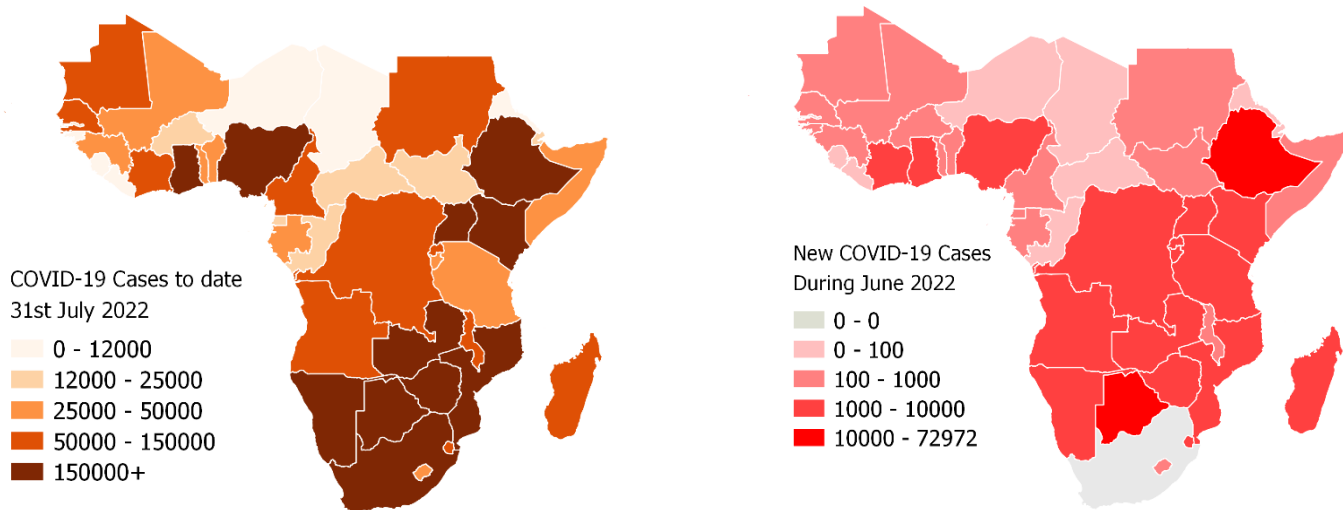 COVID-19 Cases to date
31st July 2022
0 - 12000
12000 - 25000
25000 - 50000
50000 - 150000
150000+
New COVID-19 Cases
During June 2022
0 - 0
0 - 100
100 - 1000
1000 - 10000
10000 - 72972